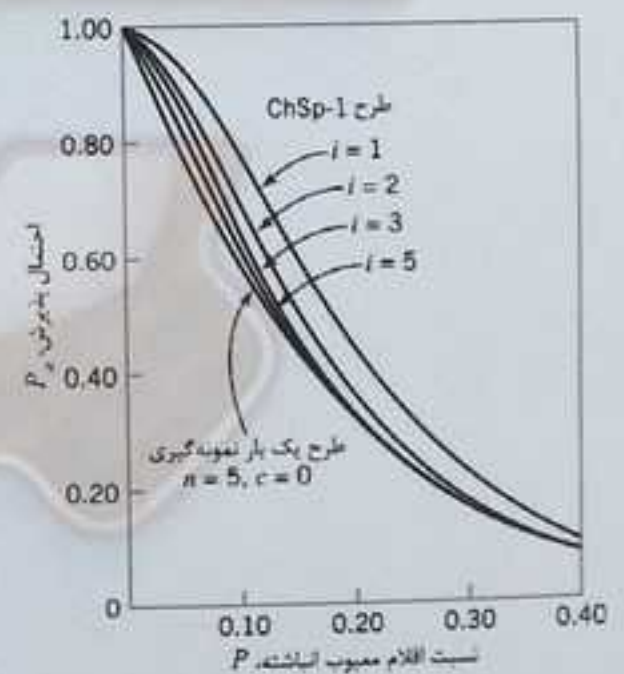 1.00
0.80
0.60
0.40
0.20
0
0.10
0.20
0.30
0.40
احتمال پذیرش، Pa
طرح ChSp-1
i = 1
i = 2
i = 3
i = 5
طرح یک بار نمونه‌گیری
n = 5, c = 0
نسبت اقلام معیوب انباشته، P